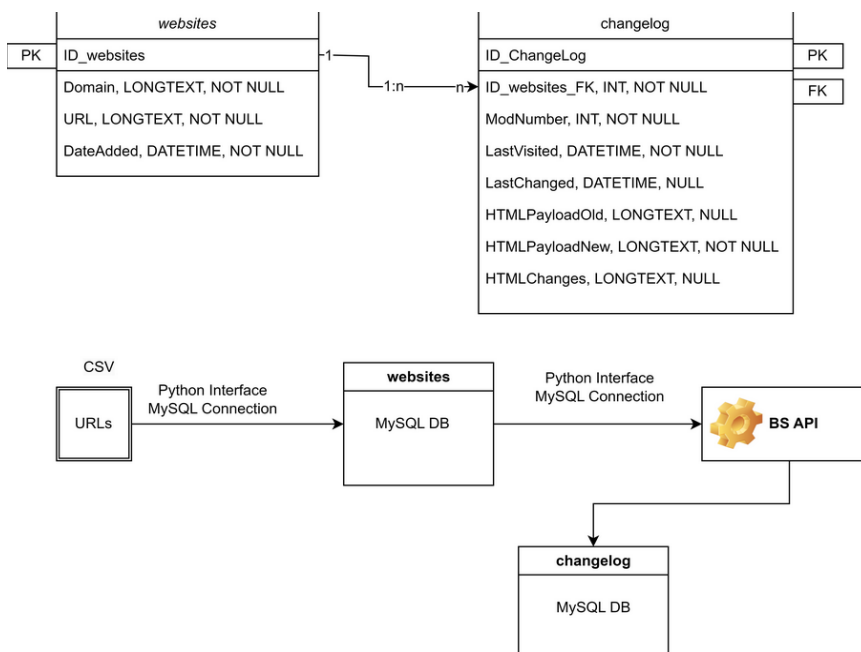 websites
changelog
PK
ID_websites
1
ID_ChangeLog
PK
Domain, LONGTEXT, NOT NULL
1:n
n
ID_websites_FK, INT, NOT NULL
FK
URL, LONGTEXT, NOT NULL
ModNumber, INT, NOT NULL
DateAdded, DATETIME, NOT NULL
LastVisited, DATETIME, NOT NULL
LastChanged, DATETIME, NULL
HTMLPayloadOld, LONGTEXT, NULL
HTMLPayloadNew, LONGTEXT, NOT NULL
HTMLChanges, LONGTEXT, NULL
CSV
URLs
Python Interface
MySQL Connection
websites
MySQL DB
Python Interface
MySQL Connection
BS API
changelog
MySQL DB